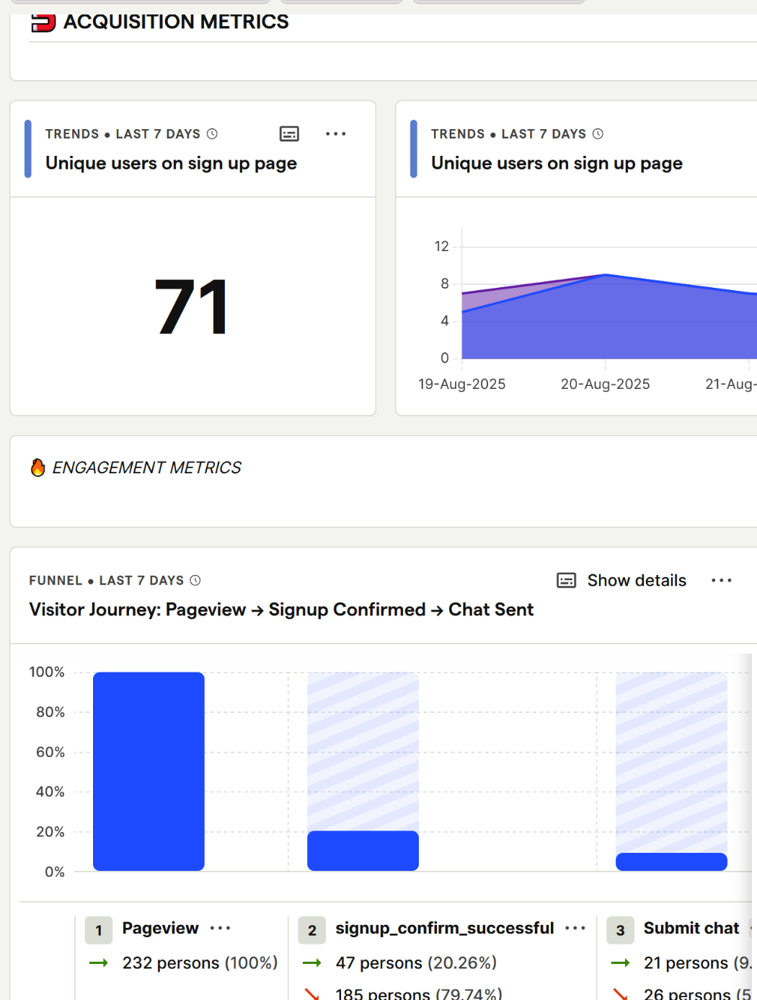 ACQUISITION METRICS
TRENDS • LAST 7 DAYS
Unique users on sign up page
71
TRENDS • LAST 7 DAYS
Unique users on sign up page
12
8
4
0
19-Aug-2025 20-Aug-2025 21-Aug-
ENGAGEMENT METRICS
FUNNEL • LAST 7 DAYS
Show details
Visitor Journey: Pageview → Signup Confirmed → Chat Sent
100%
80%
60%
40%
20%
0%
1 Pageview
→ 232 persons (100%)
2 signup_confirm_successful
→ 47 persons (20.26%)
185 persons (79.74%)
3 Submit chat
→ 21 persons (9.
26 persons (5